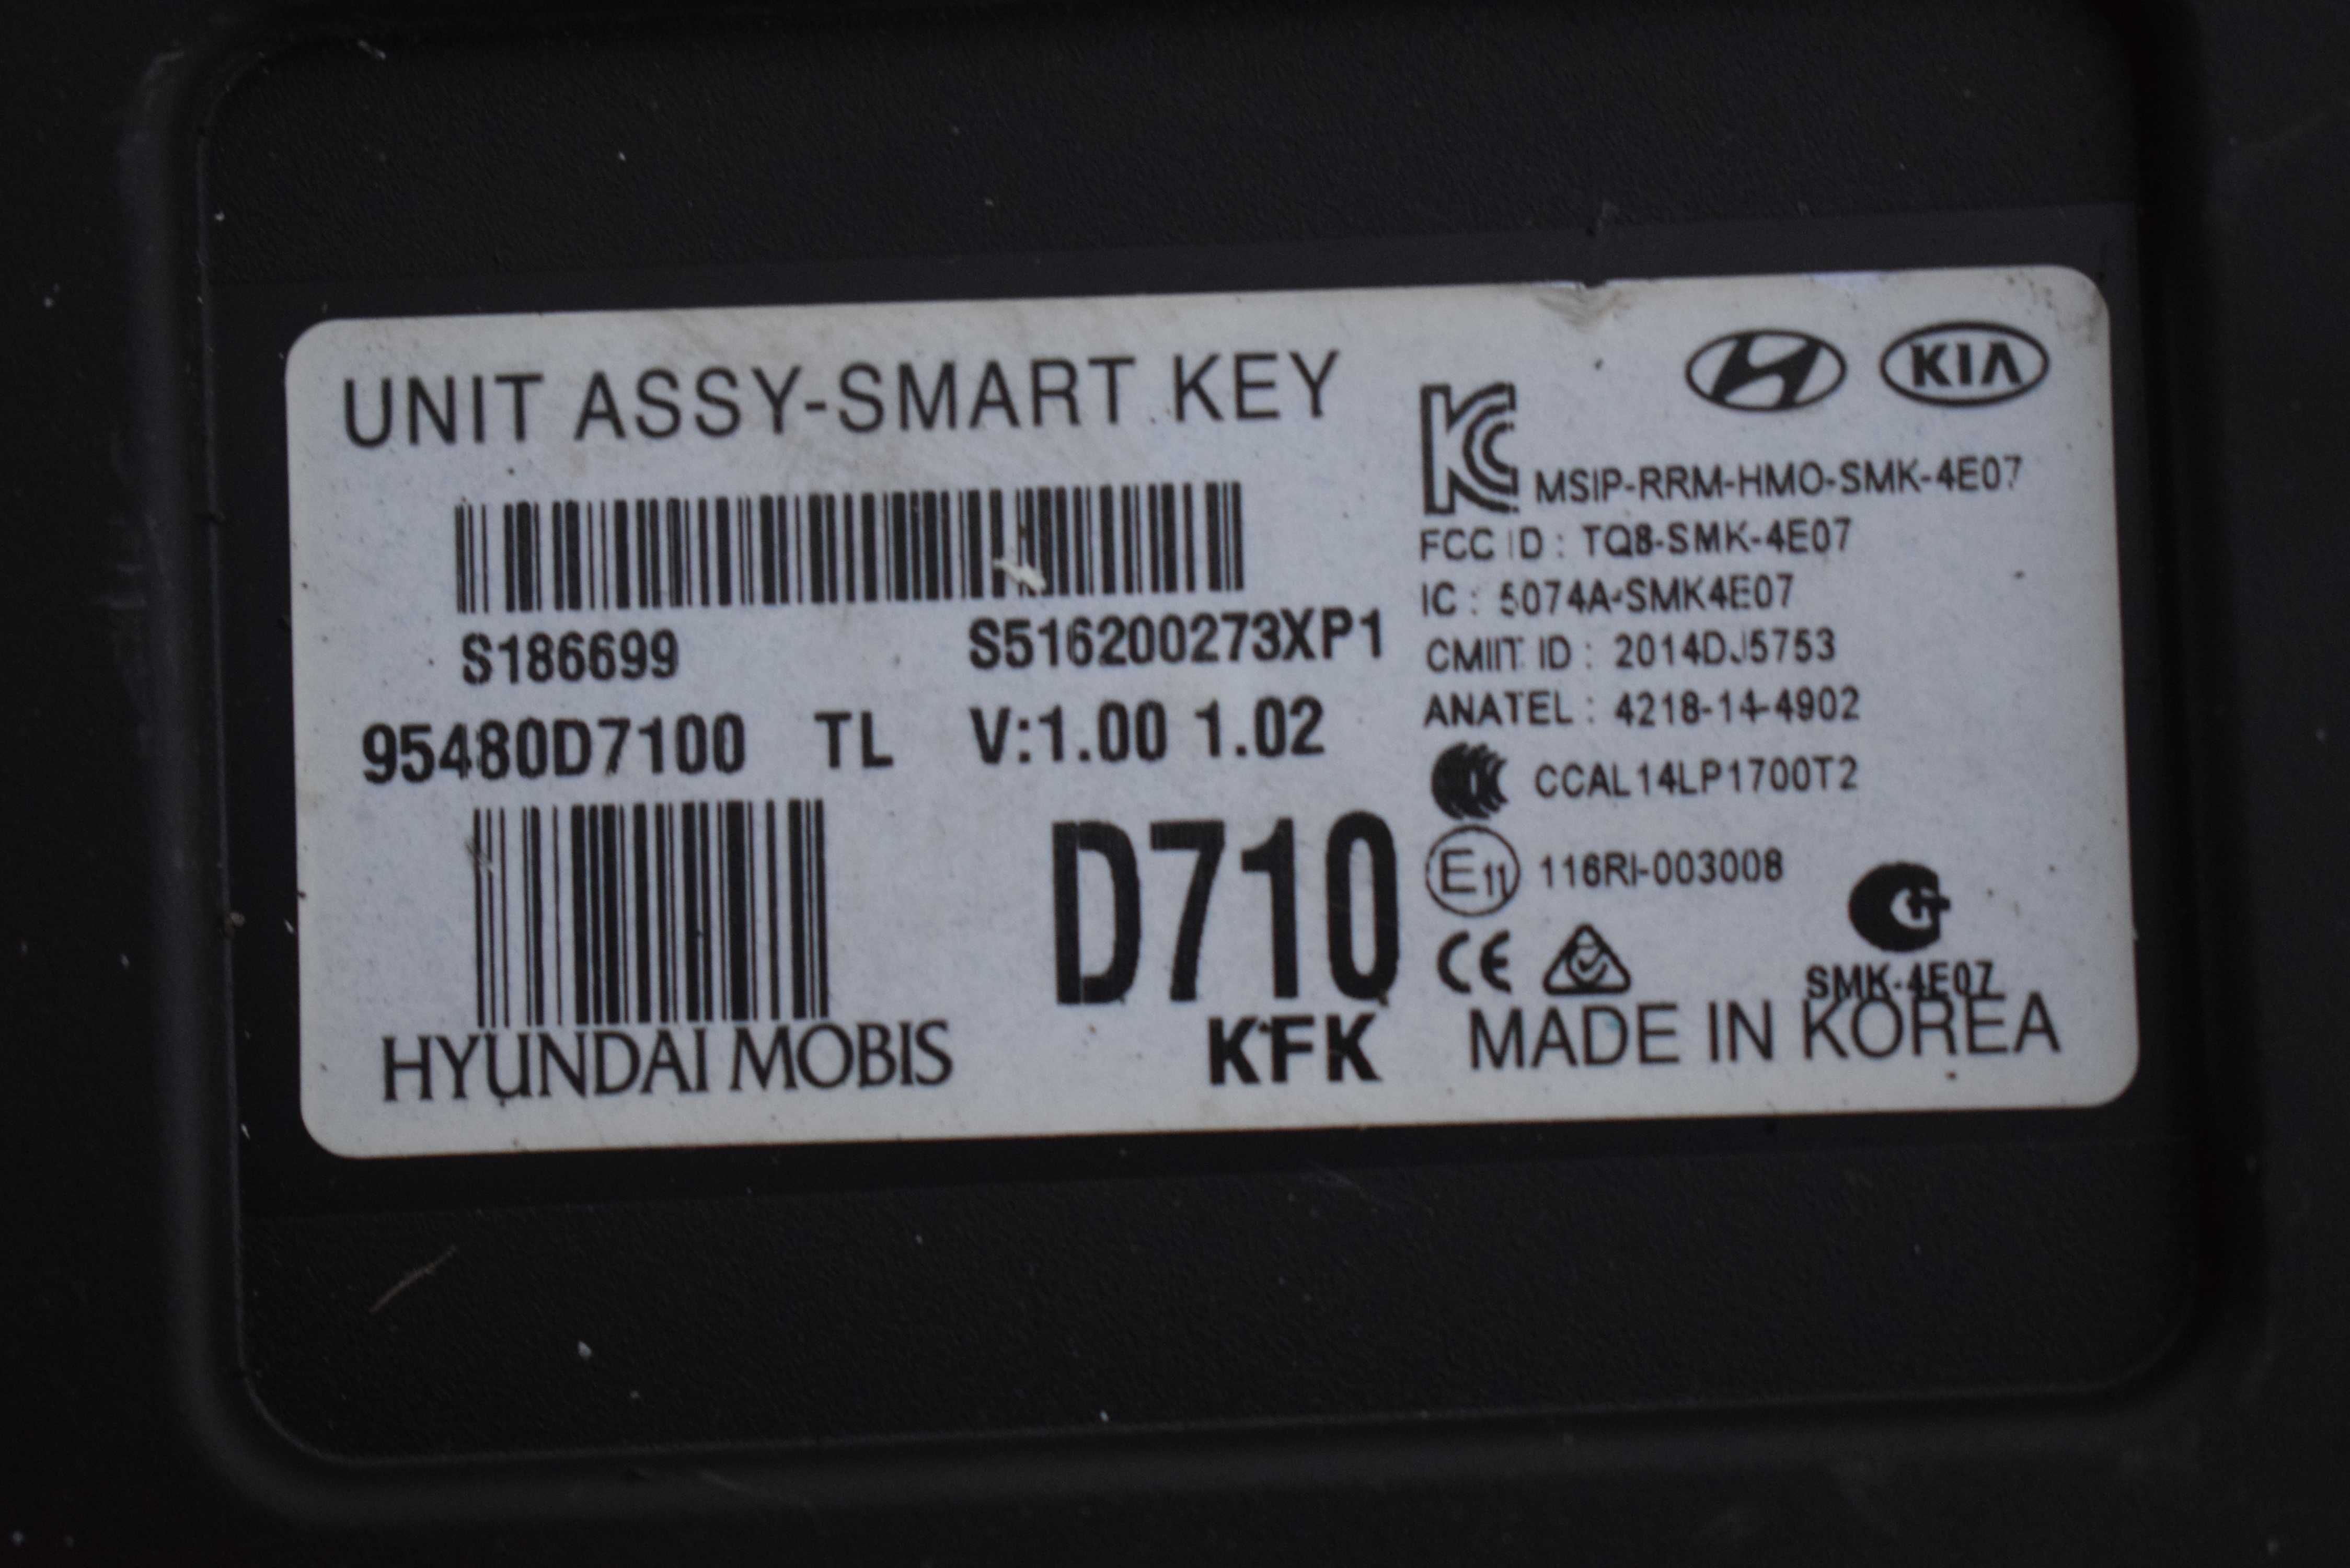 UNIT ASSY-SMART KEY
S186699 S516200273XP1
95480D7100 TL V:1.00 1.02
D710
HYUNDAI MOBIS KFK
KIA
MSIP-RRM-HMO-SMK-4E07
FCC ID : TQ8-SMK-4E07
IC : 5074A-SMK4E07
CMIIT ID : 2014DJ5753
ANATEL : 4218-14-4902
CCAL14LP1700T2
E11 116RI-003008
CE
SMK-4E07
MADE IN KOREA